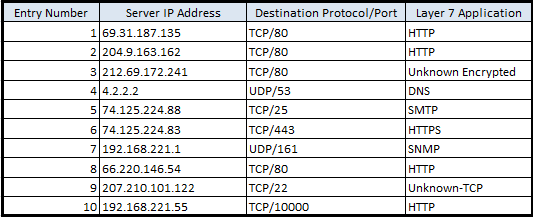 Entry Number Server IP Address Destination Protocol/Port Layer 7 Application
1 69.31.187.135 TCP/80 HTTP
2 204.9.163.162 TCP/80 HTTP
3 212.69.172.241 TCP/80 Unknown Encrypted
4 4.2.2.2 UDP/53 DNS
5 74.125.224.88 TCP/25 SMTP
6 74.125.224.83 TCP/443 HTTPS
7 192.168.221.1 UDP/161 SNMP
8 66.220.146.54 TCP/80 HTTP
9 207.210.101.122 TCP/22 Unknown-TCP
10 192.168.221.55 TCP/10000 HTTP